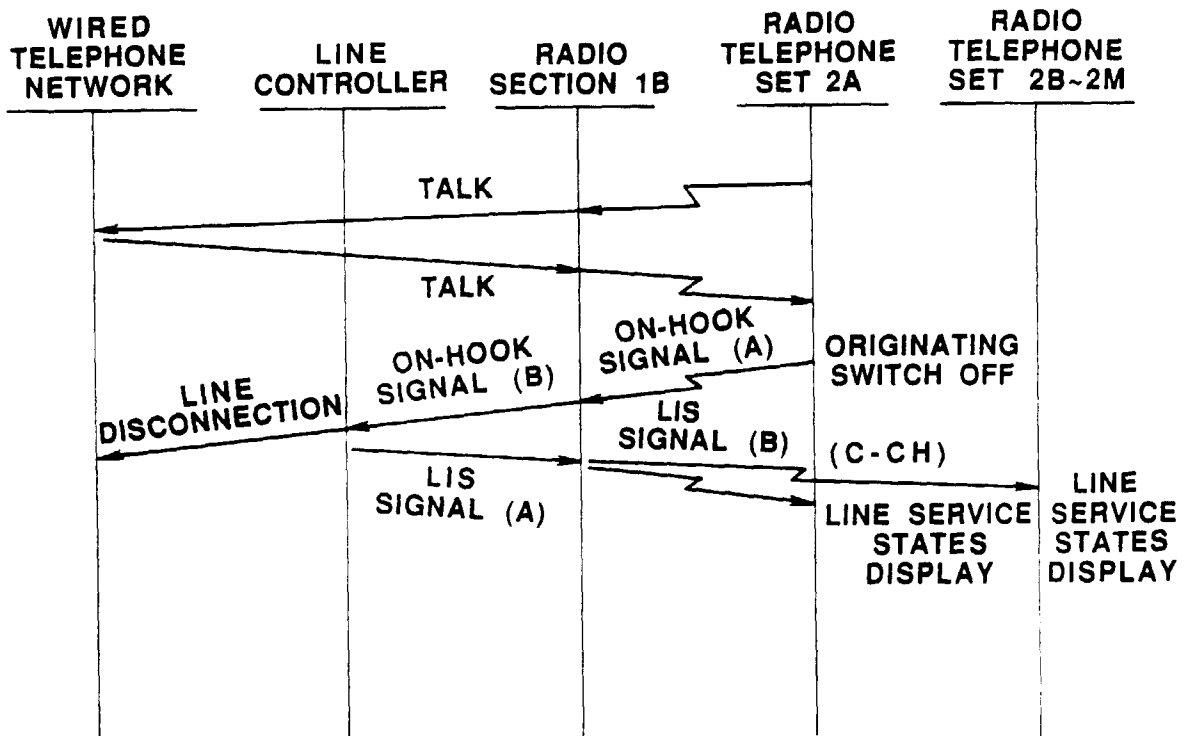 WIRED
TELEPHONE
NETWORK
LINE
CONTROLLER
RADIO
SECTION 1B
RADIO
TELEPHONE
SET 2A
RADIO
TELEPHONE
SET 2B~2M
TALK
TALK
ON-HOOK
SIGNAL (A)
ORIGINATING
SWITCH OFF
ON-HOOK
SIGNAL (B)
LINE
DISCONNECTION
LIS
SIGNAL (B)
(C-CH)
LIS
SIGNAL (A)
LINE SERVICE
STATES
DISPLAY
LINE
SERVICE
STATES
DISPLAY